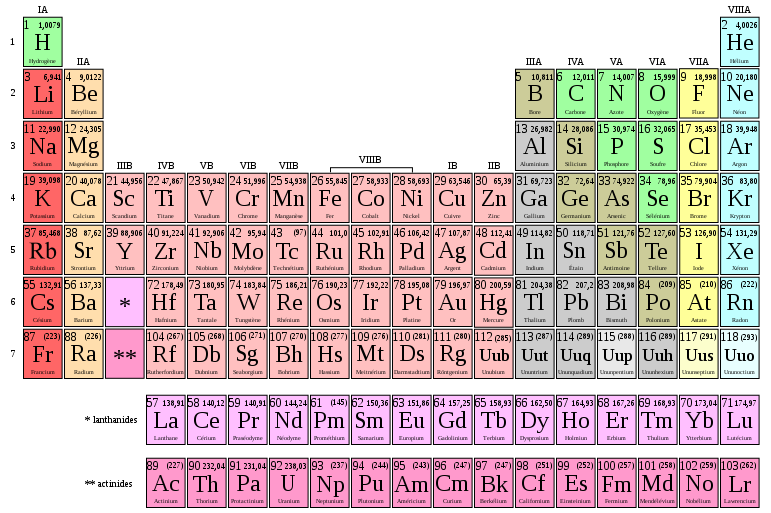 IA VIIIA
1 1,0079 2 4,0026
1 H He
Hydrogène Hélium
IIA IIIA IVA VA VIA VIIA
3 6,941 4 9,0122 5 10,811 6 12,011 7 14,007 8 15,999 9 18,998 10 20,180
2 Li Be B C N O F Ne
Lithium Béryllium Bore Carbone Azote Oxygène Fluor Néon
11 22,990 12 24,305 13 26,982 14 28,086 15 30,974 16 32,065 17 35,453 18 39,948
3 Na Mg Al Si P S Cl Ar
Sodium Magnésium Aluminium Silicium Phosphore Soufre Chlore Argon
IIIB IVB VB VIB VIIB VIIIB IB IIB
19 39,098 20 40,078 21 44,956 22 47,867 23 50,942 24 51,996 25 54,938 26 55,845 27 58,933 28 58,693 29 63,546 30 65,39 31 69,723 32 72,64 33 74,922 34 78,96 35 79,904 36 83,80
4 K Ca Sc Ti V Cr Mn Fe Co Ni Cu Zn Ga Ge As Se Br Kr
Potassium Calcium Scandium Titane Vanadium Chrome Manganèse Fer Cobalt Nickel Cuivre Zinc Gallium Germanium Arsenic Sélénium Brome Krypton
37 85,468 38 87,62 39 88,906 40 91,224 41 92,906 42 95,94 43 (97) 44 101,0 45 102,91 46 106,42 47 107,87 48 112,41 49 114,82 50 118,71 51 121,76 52 127,60 53 126,90 54 131,29
5 Rb Sr Y Zr Nb Mo Tc Ru Rh Pd Ag Cd In Sn Sb Te I Xe
Rubidium Strontium Yttrium Zirconium Niobium Molybdène Technétium Ruthénium Rhodium Palladium Argent Cadmium Indium Étain Antimoine Tellure Iode Xénon
55 132,91 56 137,33 72 178,49 73 180,95 74 183,84 75 186,21 76 190,23 77 192,22 78 195,08 79 196,97 80 200,59 81 204,38 82 207,2 83 208,98 84 (209) 85 (210) 86 (222)
6 Cs Ba * Hf Ta W Re Os Ir Pt Au Hg Tl Pb Bi Po At Rn
Césium Barium Hafnium Tantale Tungstène Rhénium Osmium Iridium Platine Or Mercure Thallium Plomb Bismuth Polonium Astate Radon
87 (223) 88 (226) 104 (267) 105 (268) 106 (271) 107 (270) 108 (277) 109 (276) 110 (281) 111 (280) 112 (285) 113 (287) 114 (289) 115 (288) 116 (289) 117 (291) 118 (293)
7 Fr Ra ** Rf Db Sg Bh Hs Mt Ds Rg Uub Uut Uuq Uup Uuh Uus Uuo
Francium Radium Rutherfordium Dubnium Seaborgium Bohrium Hassium Meitnérium Darmstadtium Röntgenium Ununbium Ununtrium Ununquadium Ununpentium Ununhexium Ununseptium Ununoctium
57 138,91 58 140,12 59 140,91 60 144,24 61 (145) 62 150,36 63 151,86 64 157,25 65 158,93 66 162,50 67 164,93 68 167,26 69 168,93 70 173,04 71 174,97
* lanthanides La Ce Pr Nd Pm Sm Eu Gd Tb Dy Ho Er Tm Yb Lu
Lanthane Cérium Praséodyme Néodyme Prométhium Samarium Europium Gadolinium Terbium Dysprosium Holmium Erbium Thulium Ytterbium Lutécium
89 (227) 90 232,04 91 231,04 92 238,03 93 (237) 94 (244) 95 (243) 96 (247) 97 (247) 98 (251) 99 (252) 100 (257) 101 (258) 102 (259) 103 (262)
** actinides Ac Th Pa U Np Pu Am Cm Bk Cf Es Fm Md No Lr
Actinium Thorium Protactinium Uranium Neptunium Plutonium Américium Curium Berkélium Californium Einsteinium Fermium Mendélévium Nobélium Lawrencium